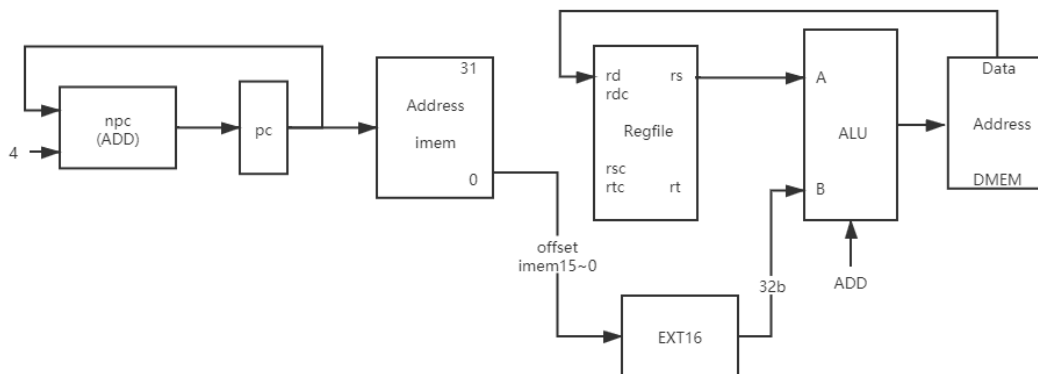 npc
(ADD)
4
pc
31
Address
imem
0
offset
imem15~0
EXT16
32b
rd
rs
rdc
Regfile
rsc
rtc
rt
A
ALU
B
ADD
Data
Address
DMEM